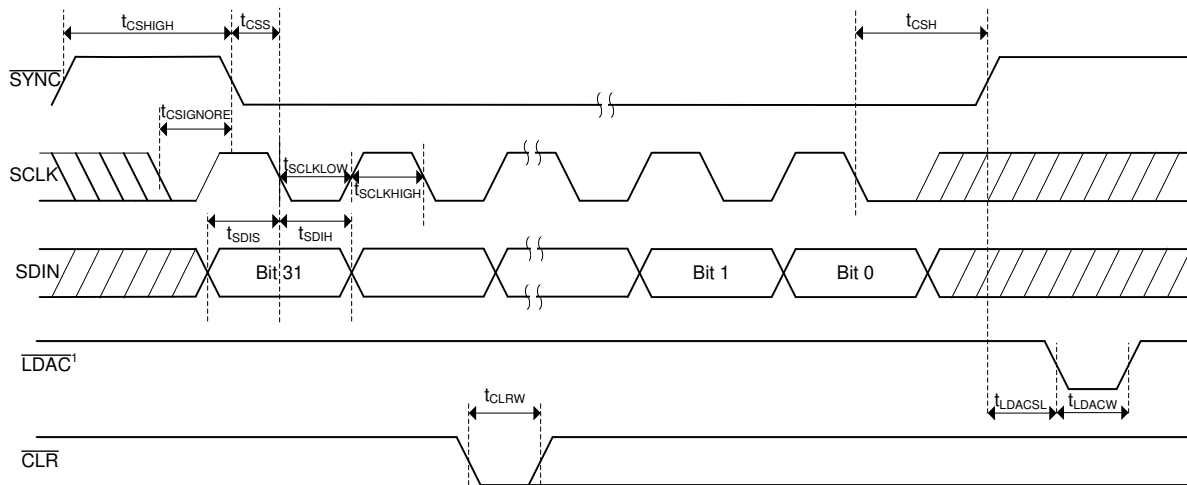 tCSHIGH tCSS tCSH
SYNC
tCSIGNORE
SCLK tSCLKLOW
tSCLKHIGH
tSDIS tSDIH
SDIN Bit 31 Bit 1 Bit 0
LDAC¹
tCLRW tLDACSL tLDACW
CLR